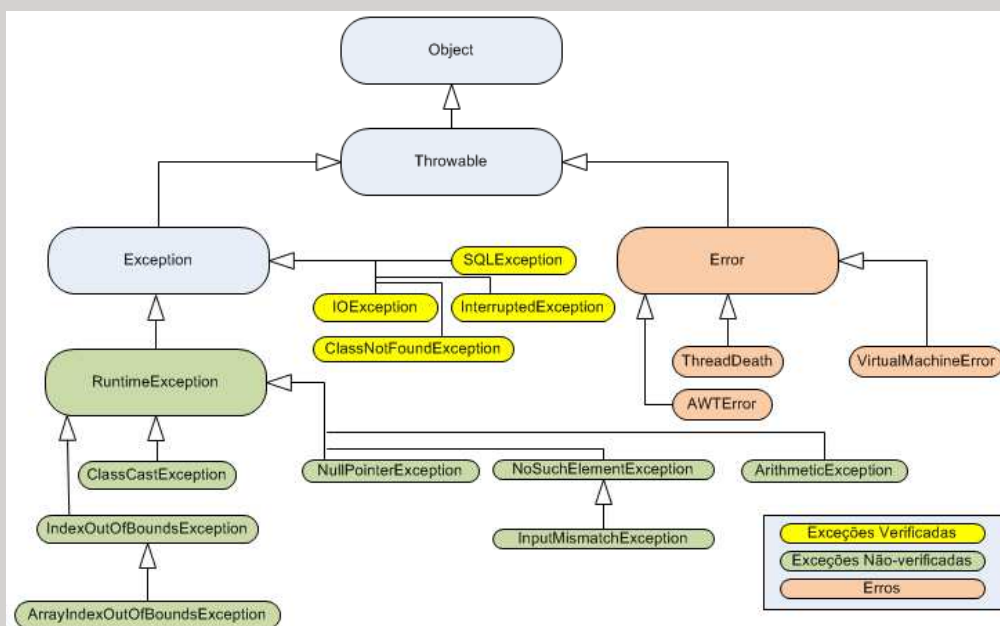 Object
Throwable
Exception
SQLException
Error
IOException
InterruptedException
ClassNotFoundException
ThreadDeath
VirtualMachineError
RuntimeException
AWTError
ClassCastException
NullPointerException
NoSuchElementException
ArithmeticException
IndexOutOfBoundsException
InputMismatchException
Exceções Verificadas
Exceções Não-verificadas
Erros
ArrayIndexOutOfBoundsException